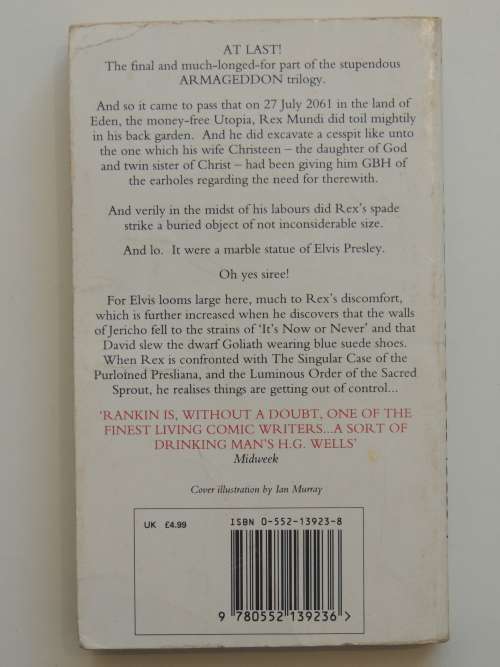 AT LAST!
The final and much-longed-for part of the stupendous
ARMAGEDDON trilogy.
And so it came to pass that on 27 July 2061 in the land of
Eden, the money-free Utopia, Rex Mundi did toil mightily
in his back garden. And he did excavate a cesspit like unto
the one which his wife Christeen – the daughter of God
and twin sister of Christ – had been giving him GBH of
the earholes regarding the need for therewith.
And verily in the midst of his labours did Rex's spade
strike a buried object of not inconsiderable size.
And lo. It were a marble statue of Elvis Presley.
Oh yes siree!
For Elvis looms large here, much to Rex's discomfort,
which is further increased when he discovers that the walls
of Jericho fell to the strains of 'It's Now or Never' and that
David slew the dwarf Goliath wearing blue suede shoes.
When Rex is confronted with The Singular Case of the
Purloined Presliana, and the Luminous Order of the Sacred
Sprout, he realises things are getting out of control...
'RANKIN IS, WITHOUT A DOUBT, ONE OF THE
FINEST LIVING COMIC WRITERS...A SORT OF
DRINKING MAN'S H.G. WELLS'
Midweek
Cover illustration by Ian Murray
UK £4.99
ISBN 0-552-13923-8
9 780552 139236 >